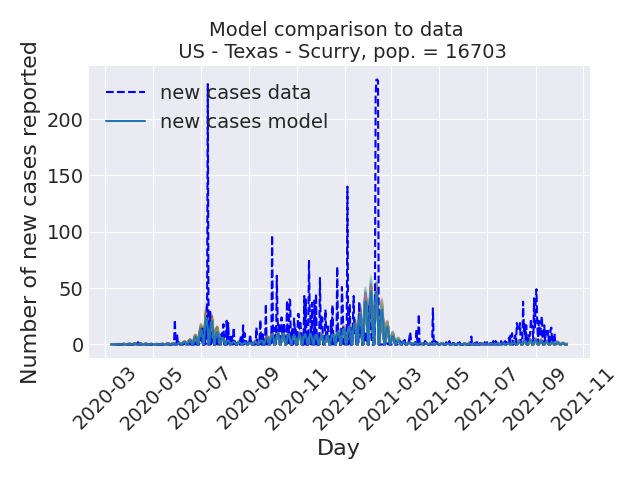 Model comparison to data
US - Texas - Scurry, pop. = 16703
Number of new cases reported
new cases data
new cases model
200
150
100
50
0
2020-03
2020-05
2020-07
2020-09
2020-11
2021-01
2021-03
2021-05
2021-07
2021-09
2021-11
Day